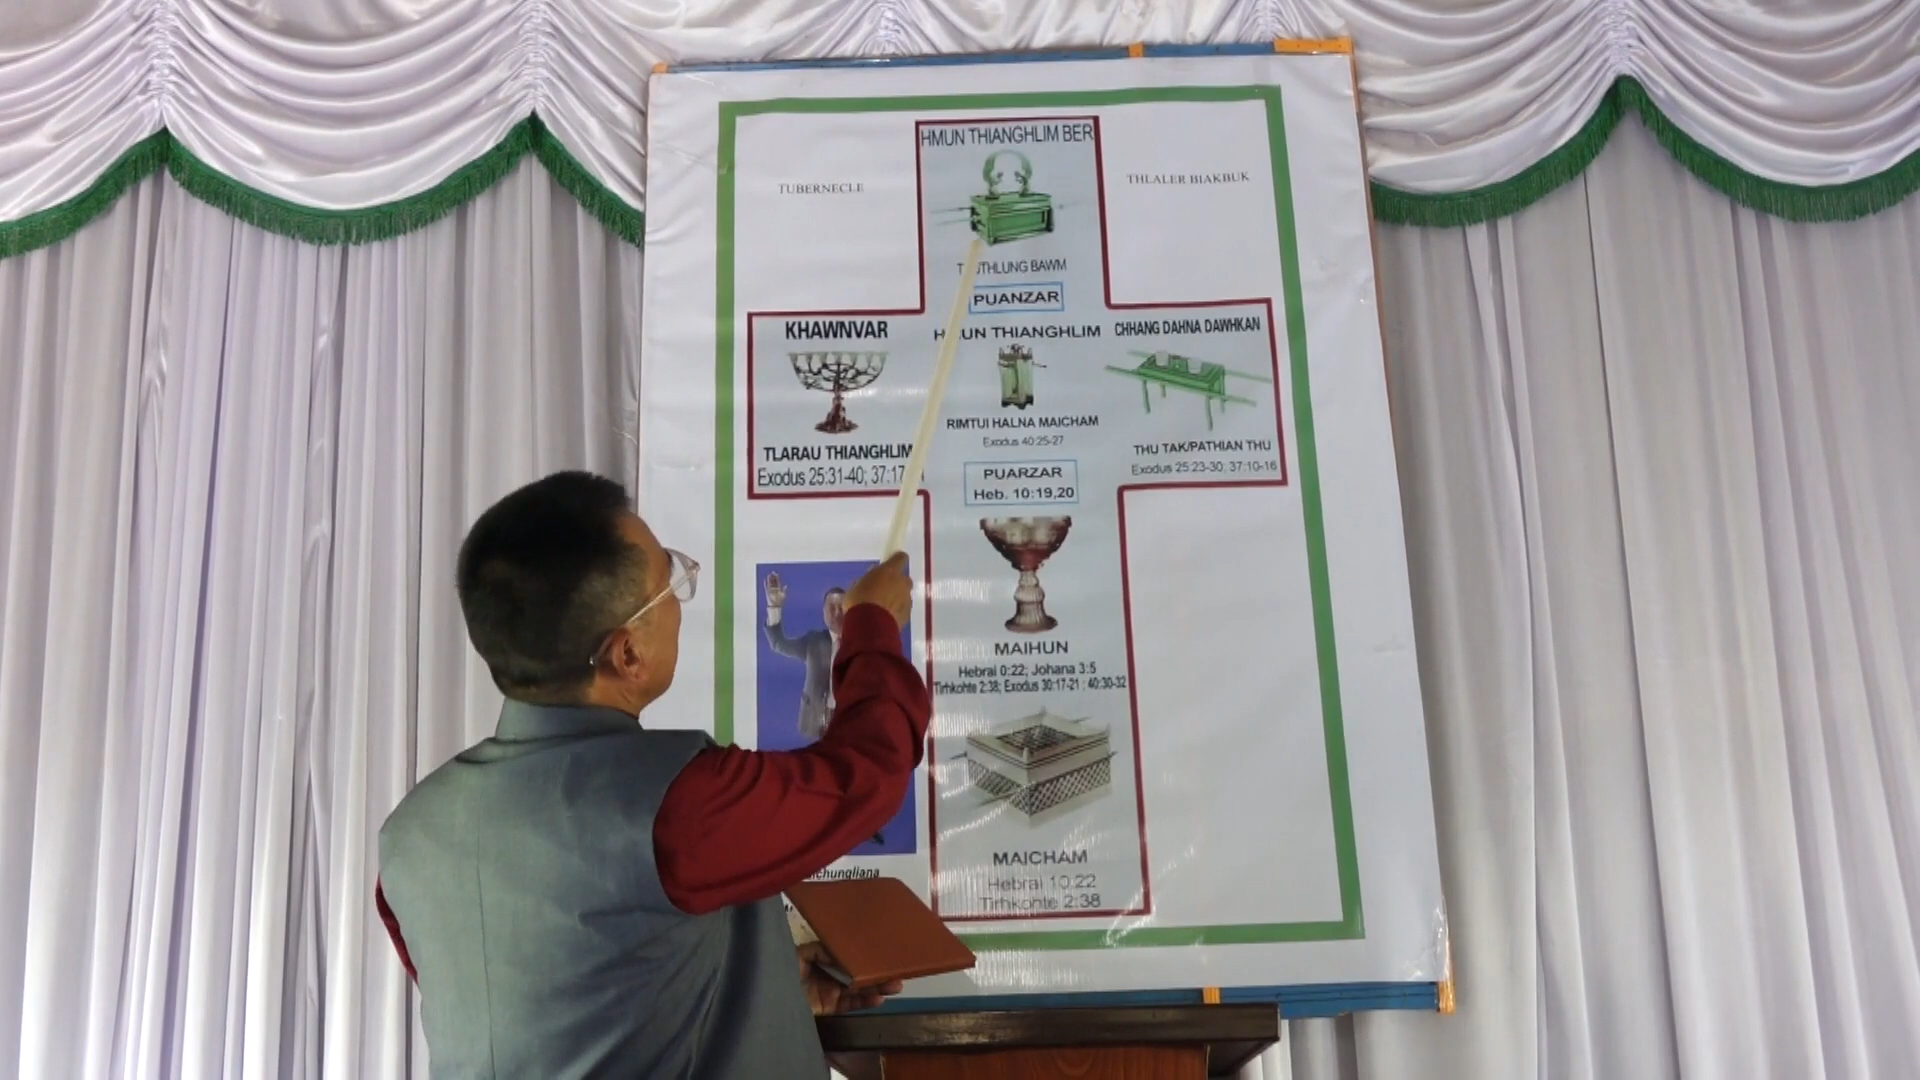 HMUN THIANGHLIM BER
TUBERNECLE
THLALER BIAKBUK
BAWM
PUANZAR
KHAWNVAR
THIANGHLIM
CHHANG DAHNA DAWHKAN
RIMTUI HALNA MAICHAM
Exodus 40:25-27
TLARAU THIANGHLIM
Exodus 25:31-40;
THU TAK/PATHIAN THU
Exodus 25:23-30; 37:10-16
PUARZAR
Heb. 10:19,20
MAIHUN
Hebrai 0:22; Johana 3:5
Tirhkohte 2:38; Exodus 30:17-21 ; 40:30-32
MAICHAM
Hebrai 10:22
Tirhkohte 2:38